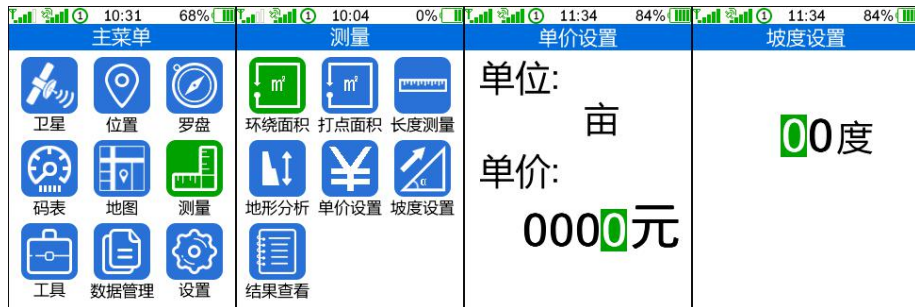 ① 10:31 68%
主菜单
卫星 位置 罗盘
码表 地图 测量
工具 数据管理 设置
① 10:04 0%
测量
m² m²
环绕面积 打点面积 长度测量
¥ α
地形分析 单价设置 坡度设置
结果查看
① 11:34 84%
单价设置
单位:
亩
单价:
0000元
① 11:34 84%
坡度设置
00度